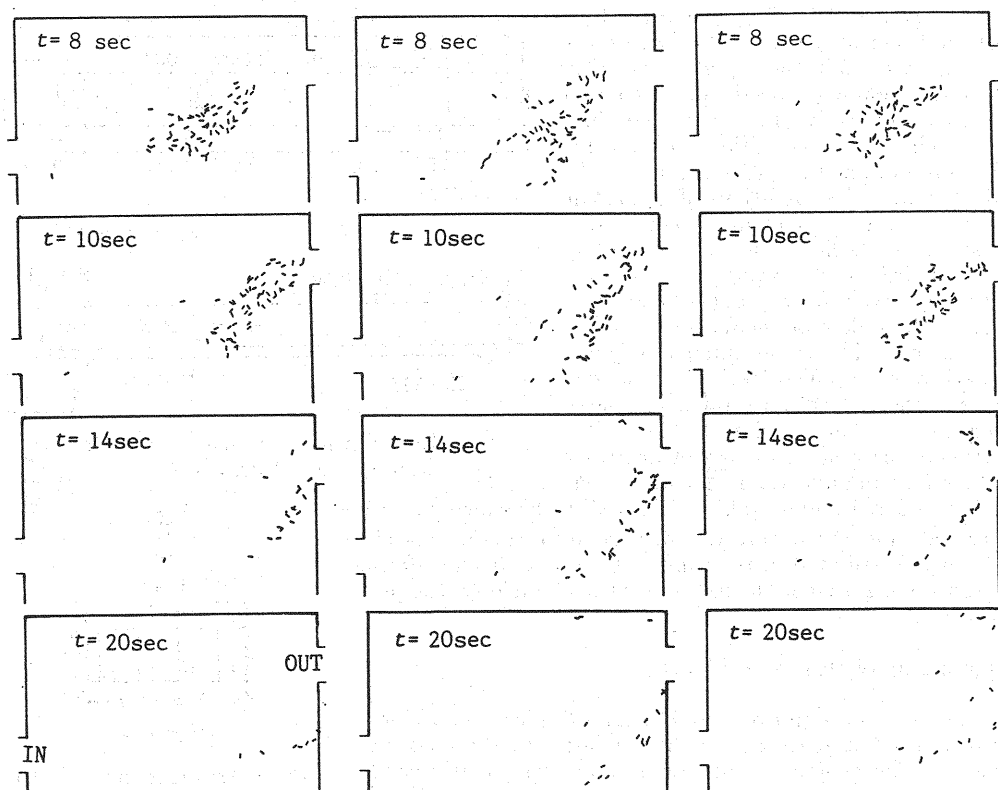 t= 8 sec
t= 8 sec
t= 8 sec
t= 10sec
t= 10sec
t= 10sec
t= 14sec
t= 14sec
t= 14sec
t= 20sec
t= 20sec
t= 20sec
OUT
IN